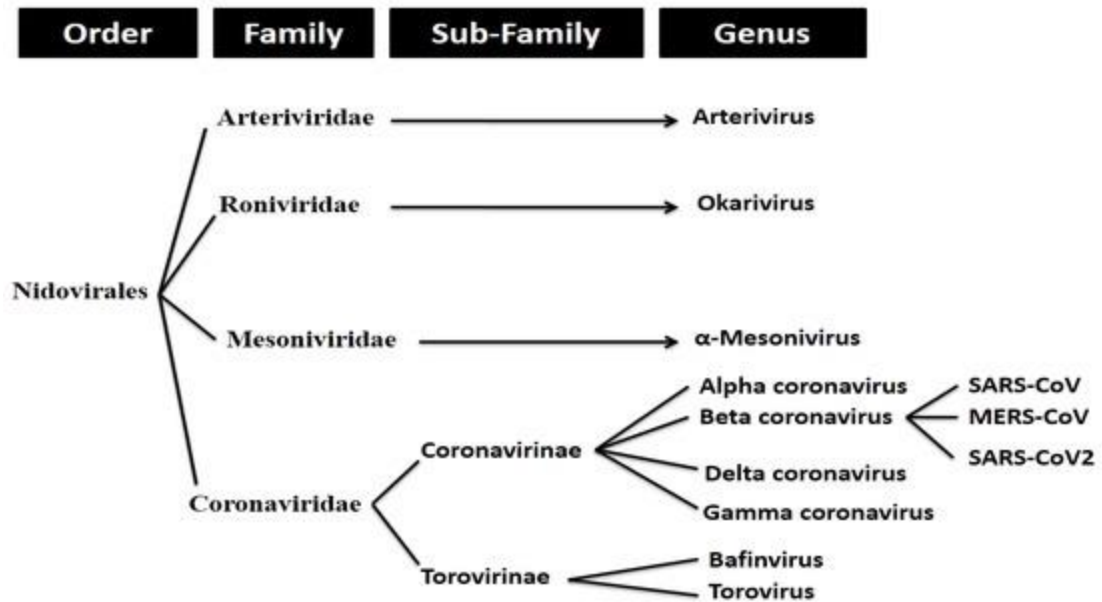 Order Family Sub-Family Genus
Arteriviridae Arterivirus
Roniviridae Okarivirus
Nidovirales
Mesoniviridae α-Mesonivirus
Alpha coronavirus SARS-CoV
Beta coronavirus MERS-CoV
Coronavirinae
SARS-CoV2
Delta coronavirus
Coronaviridae
Gamma coronavirus
Bafinvirus
Torovirinae
Torovirus